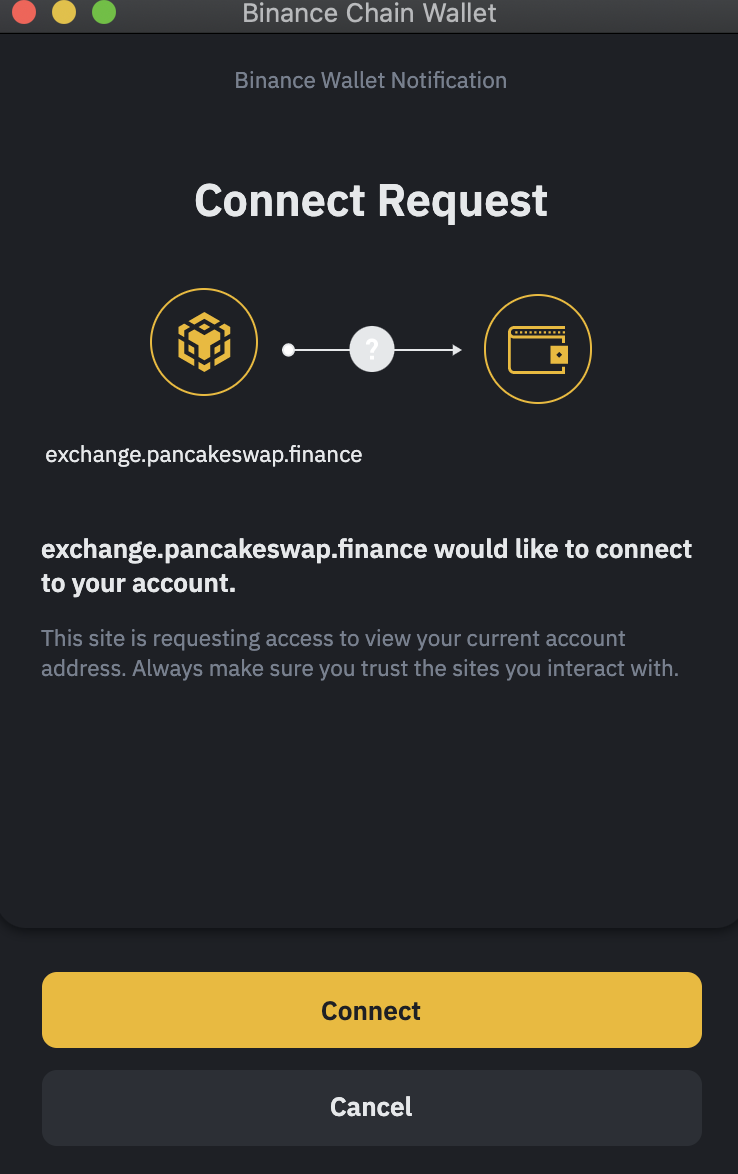 Binance Chain Wallet
Binance Wallet Notification
Connect Request
?
exchange.pancakeswap.finance
exchange.pancakeswap.finance would like to connect
to your account.
This site is requesting access to view your current account
address. Always make sure you trust the sites you interact with.
Connect
Cancel